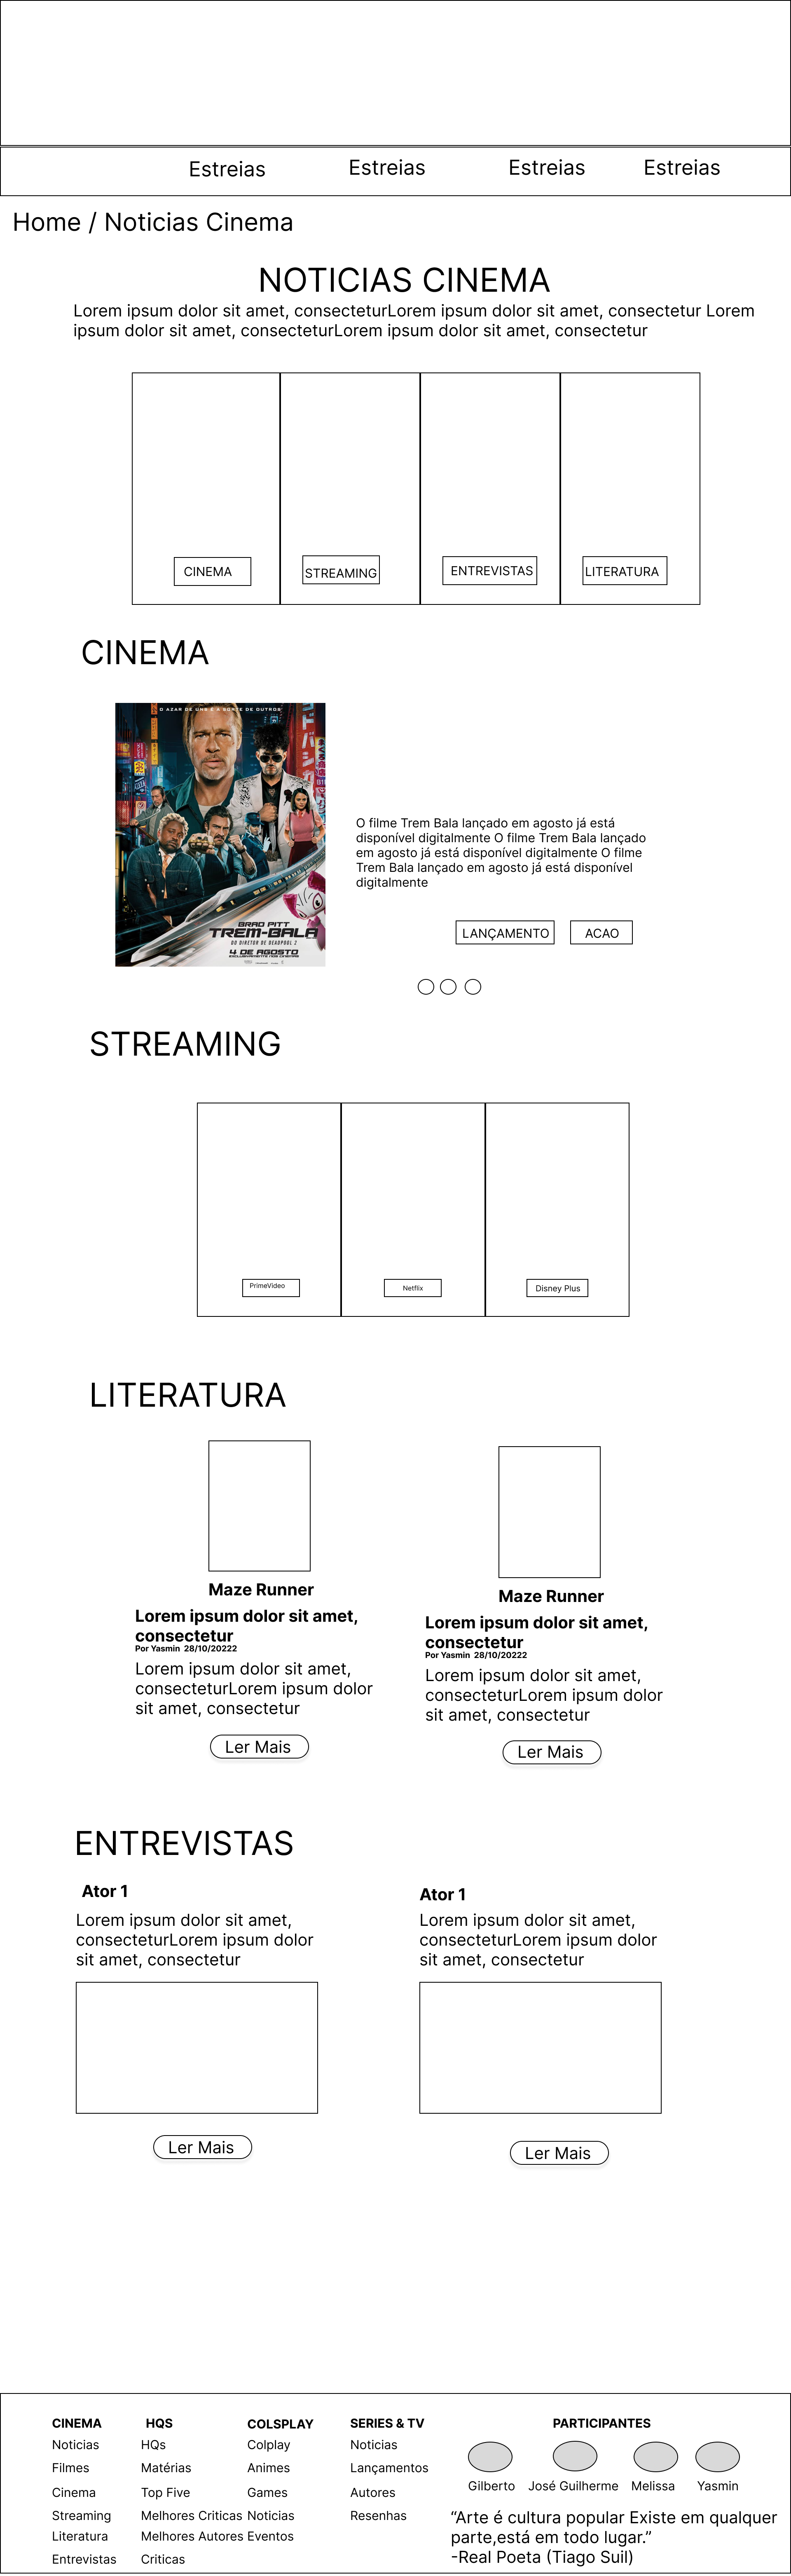 Estreias Estreias Estreias Estreias
Home / Noticias Cinema
NOTICIAS CINEMA
Lorem ipsum dolor sit amet, consecteturLorem ipsum dolor sit amet, consectetur Lorem
ipsum dolor sit amet, consecteturLorem ipsum dolor sit amet, consectetur
CINEMA STREAMING ENTREVISTAS LITERATURA
CINEMA
O AZAR DE UNS É A SORTE DE OUTROS
BRAD PITT
TREM-BALA
DO DIRETOR DE DEADPOOL 2
4 DE AGOSTO
EXCLUSIVAMENTE NOS CINEMAS
O filme Trem Bala lançado em agosto já está
disponível digitalmente O filme Trem Bala lançado
em agosto já está disponível digitalmente O filme
Trem Bala lançado em agosto já está disponível
digitalmente
LANÇAMENTO ACAO
STREAMING
PrimeVideo Netflix Disney Plus
LITERATURA
Maze Runner
Lorem ipsum dolor sit amet,
consectetur
Por Yasmin 28/10/20222
Lorem ipsum dolor sit amet,
consecteturLorem ipsum dolor
sit amet, consectetur
Ler Mais
Maze Runner
Lorem ipsum dolor sit amet,
consectetur
Por Yasmin 28/10/20222
Lorem ipsum dolor sit amet,
consecteturLorem ipsum dolor
sit amet, consectetur
Ler Mais
ENTREVISTAS
Ator 1
Lorem ipsum dolor sit amet,
consecteturLorem ipsum dolor
sit amet, consectetur
Ler Mais
Ator 1
Lorem ipsum dolor sit amet,
consecteturLorem ipsum dolor
sit amet, consectetur
Ler Mais
CINEMA
Noticias
Filmes
Cinema
Streaming
Literatura
Entrevistas
HQS
HQs
Matérias
Top Five
Melhores Criticas
Melhores Autores
Criticas
COLSPLAY
Colplay
Animes
Games
Noticias
Eventos
SERIES & TV
Noticias
Lançamentos
Autores
Resenhas
PARTICIPANTES
Gilberto José Guilherme Melissa Yasmin
“Arte é cultura popular Existe em qualquer
parte,está em todo lugar.”
-Real Poeta (Tiago Suil)